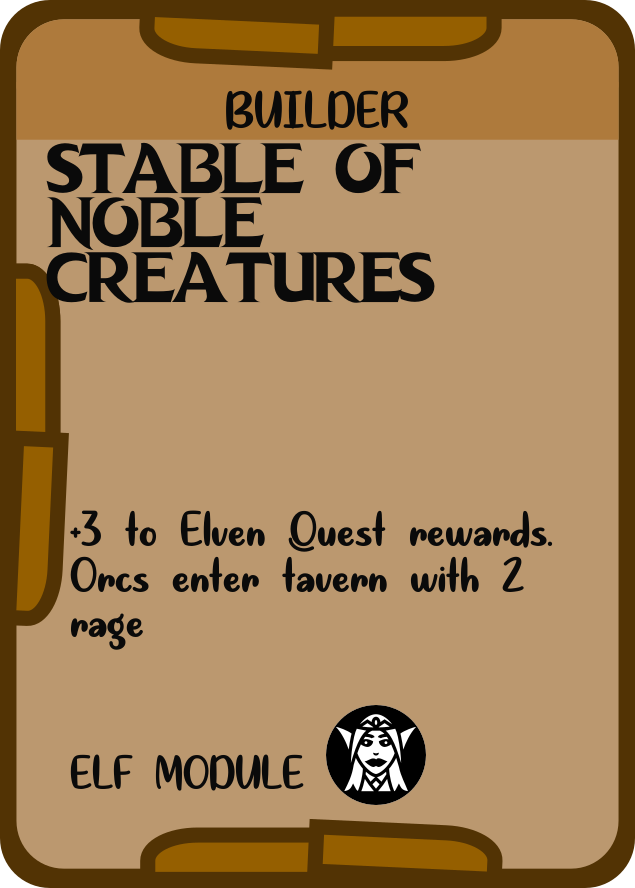 BUILDER
STABLE OF
NOBLE
CREATURES
+3 to Elven Quest rewards.
Orcs enter tavern with 2
rage
ELF MODULE